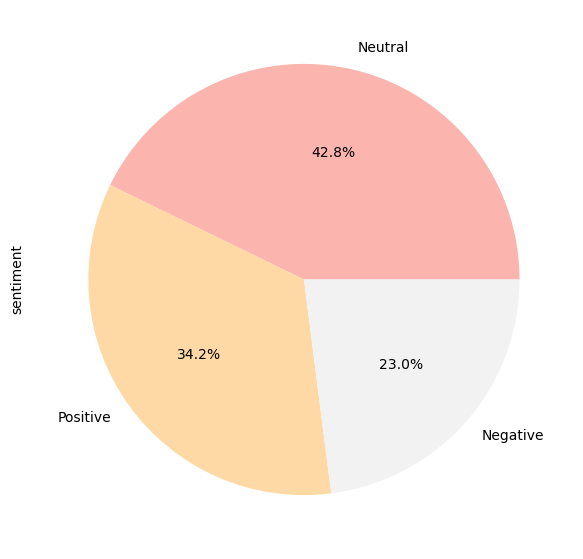 Neutral
42.8%
sentiment
34.2%
23.0%
Positive
Negative